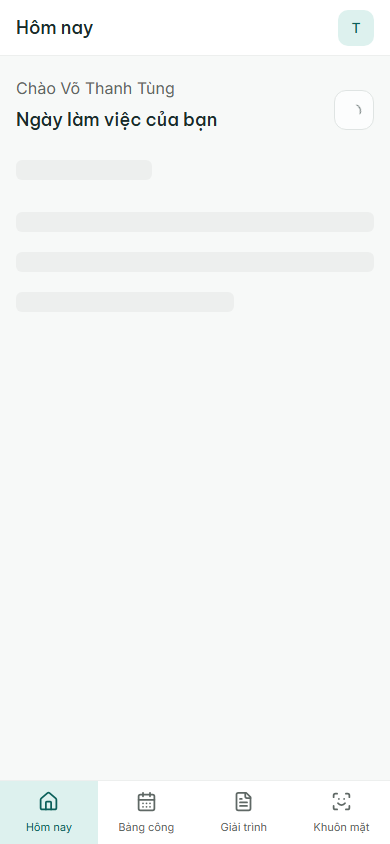 Hôm nay
T
Chào Võ Thanh Tùng
Ngày làm việc của bạn
Hôm nay
Bảng công
Giải trình
Khuôn mặt